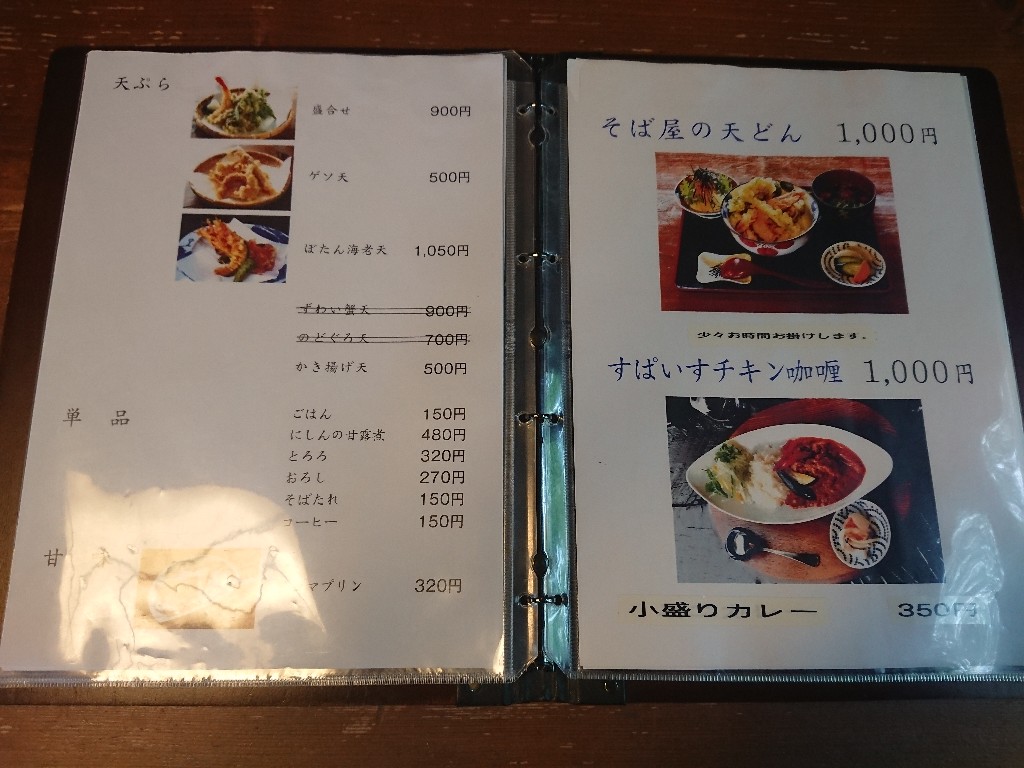 天ぷら
盛合せ 900円
ゲソ天 500円
ぼたん海老天 1,050円
ずわい蟹天 900円
のどぐろ天 700円
かき揚げ天 500円
単品
ごはん 150円
にしんの甘露煮 480円
とろろ 320円
おろし 270円
そばたれ 150円
コーヒー 150円
甘
マプリン 320円
そば屋の天どん 1,000円
少々お時間お掛けします。
すぱいすチキン咖喱 1,000円
小盛りカレー 350円